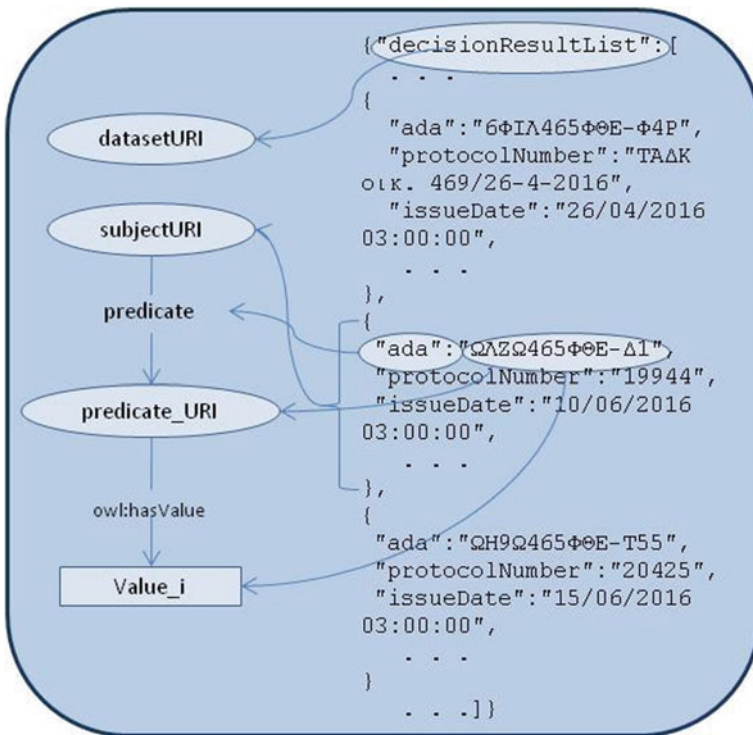 datasetURI
subjectURI
predicate
predicate_URI
owl:hasValue
Value_i
{"decisionResultList":[
. . .
{
"ada":"6ΦΙΛ465ΦΘΕ-Φ4Ρ",
"protocolNumber":"ΤΑΔΚ
οικ. 469/26-4-2016",
"issueDate":"26/04/2016
03:00:00",
. . .
},
{
"ada":"ΩΛΖΩ465ΦΘΕ-Δ1",
"protocolNumber":"19944",
"issueDate":"10/06/2016
03:00:00",
. . .
},
{
"ada":"ΩΗ9Ω465ΦΘΕ-Τ55",
"protocolNumber":"20425",
"issueDate":"15/06/2016
03:00:00",
. . .
}
. . .]}